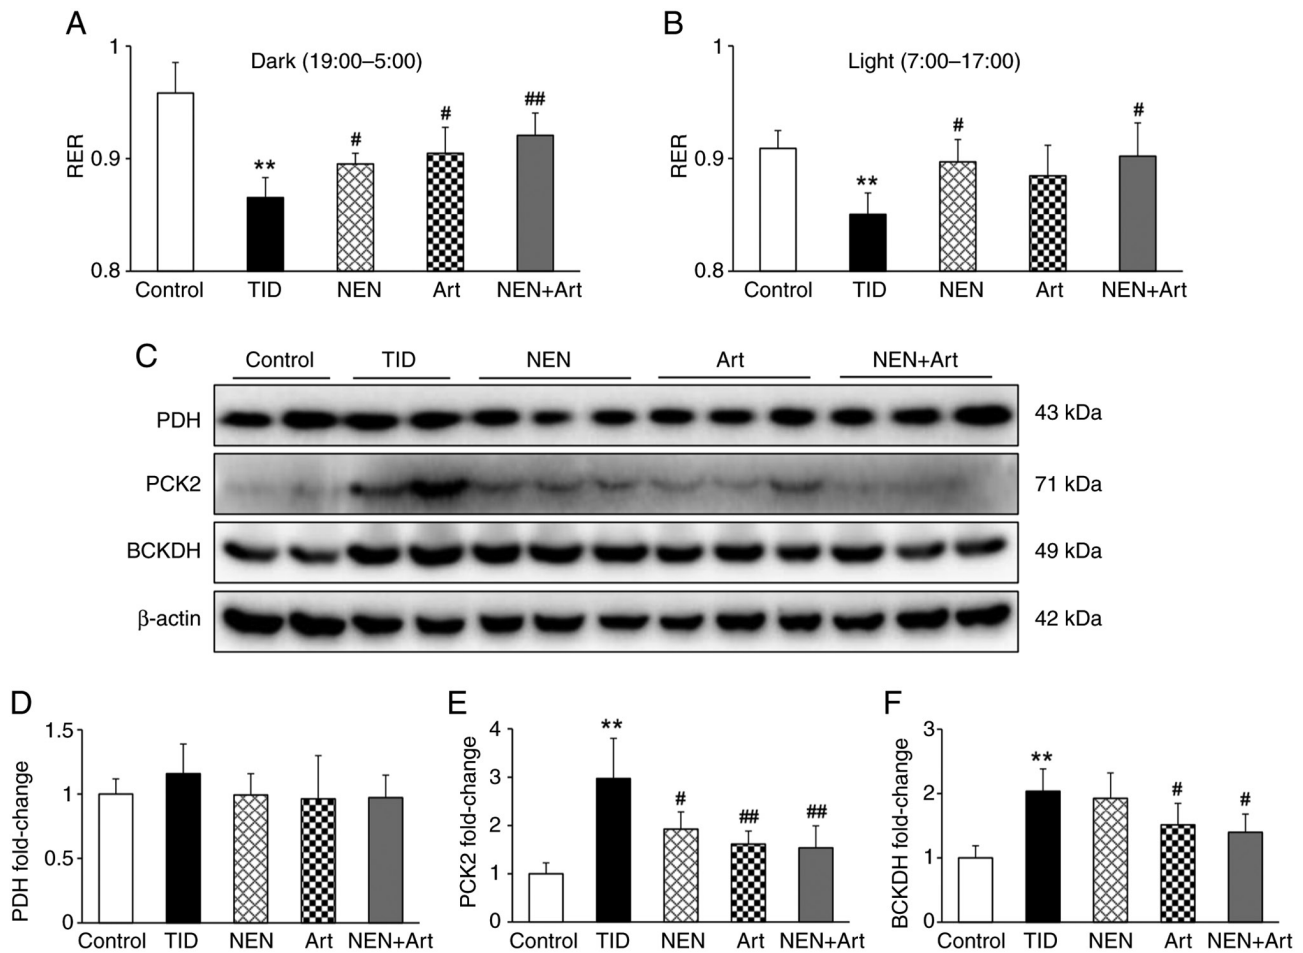 A
Dark (19:00–5:00)
RER
1
0.9
0.8
**
#
#
##
Control TID NEN Art NEN+Art
B
Light (7:00–17:00)
RER
1
0.9
0.8
**
#
#
Control TID NEN Art NEN+Art
C
Control TID NEN Art NEN+Art
PDH 43 kDa
PCK2 71 kDa
BCKDH 49 kDa
β-actin 42 kDa
D
PDH fold-change
1.5
1
0.5
0
Control TID NEN Art NEN+Art
E
PCK2 fold-change
4
3
2
1
0
**
#
##
##
Control TID NEN Art NEN+Art
F
BCKDH fold-change
3
2
1
0
**
#
#
Control TID NEN Art NEN+Art